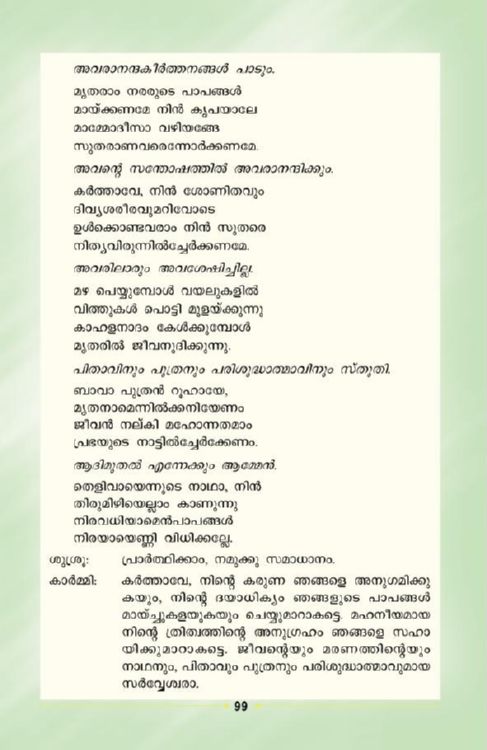 അവരാനന്ദകീർത്തനങ്ങൾ പാടും.
മൃതരാം നരരുടെ പാപങ്ങൾ
മായ്ക്കണമേ നിൻ കൃപയാലേ
മാമ്മോദീസാ വഴിയങ്ങേ
സുതരാണവരെന്നോർക്കണമേ.
അവന്റെ സന്തോഷത്തിൽ അവരാനന്ദിക്കും.
കർത്താവേ, നിൻ ശോണിതവും
ദിവ്യശരീരവുമറിവോടെ
ഉൾക്കൊണ്ടവരാം നിൻ സുതരെ
നിത്യവിരുന്നിൽച്ചേർക്കണമേ.
അവരിലാരും അവശേഷിച്ചില്ല.
മഴ പെയ്യുമ്പോൾ വയലുകളിൽ
വിത്തുകൾ പൊട്ടി മുളയ്ക്കുന്നു
കാഹളനാദം കേൾക്കുമ്പോൾ
മൃതരിൽ ജീവനുദിക്കുന്നു.
പിതാവിനും പുത്രനും പരിശുദ്ധാത്മാവിനും സ്തുതി.
ബാവാ പുത്രൻ റൂഹായേ,
മൃതനാമെന്നിൽക്കനിയേണം
ജീവൻ നല്കി മഹോന്നതമാം
പ്രഭയുടെ നാട്ടിൽച്ചേർക്കേണം.
ആദിമുതൽ എന്നേക്കും ആമ്മേൻ.
തെളിവായെന്നുടെ നാഥാ, നിൻ
തിരുമിഴിയെല്ലാം കാണുന്നു
നിരവധിയാമെൻപാപങ്ങൾ
നിരയായെണ്ണി വിധിക്കല്ലേ.
ശുശ്രൂ: പ്രാർത്ഥിക്കാം, നമുക്കു സമാധാനം.
കാർമ്മി: കർത്താവേ, നിന്റെ കരുണ ഞങ്ങളെ അനുഗമിക്കു
കയും, നിന്റെ ദയാധിക്യം ഞങ്ങളുടെ പാപങ്ങൾ
മായ്ച്ചുകളയുകയും ചെയ്യുമാറാകട്ടെ. മഹനീയമായ
നിന്റെ ത്രിത്വത്തിന്റെ അനുഗ്രഹം ഞങ്ങളെ സഹാ
യിക്കുമാറാകട്ടെ. ജീവന്റെയും മരണത്തിന്റെയും
നാഥനും, പിതാവും പുത്രനും പരിശുദ്ധാത്മാവുമായ
സർവ്വേശ്വരാ.
99